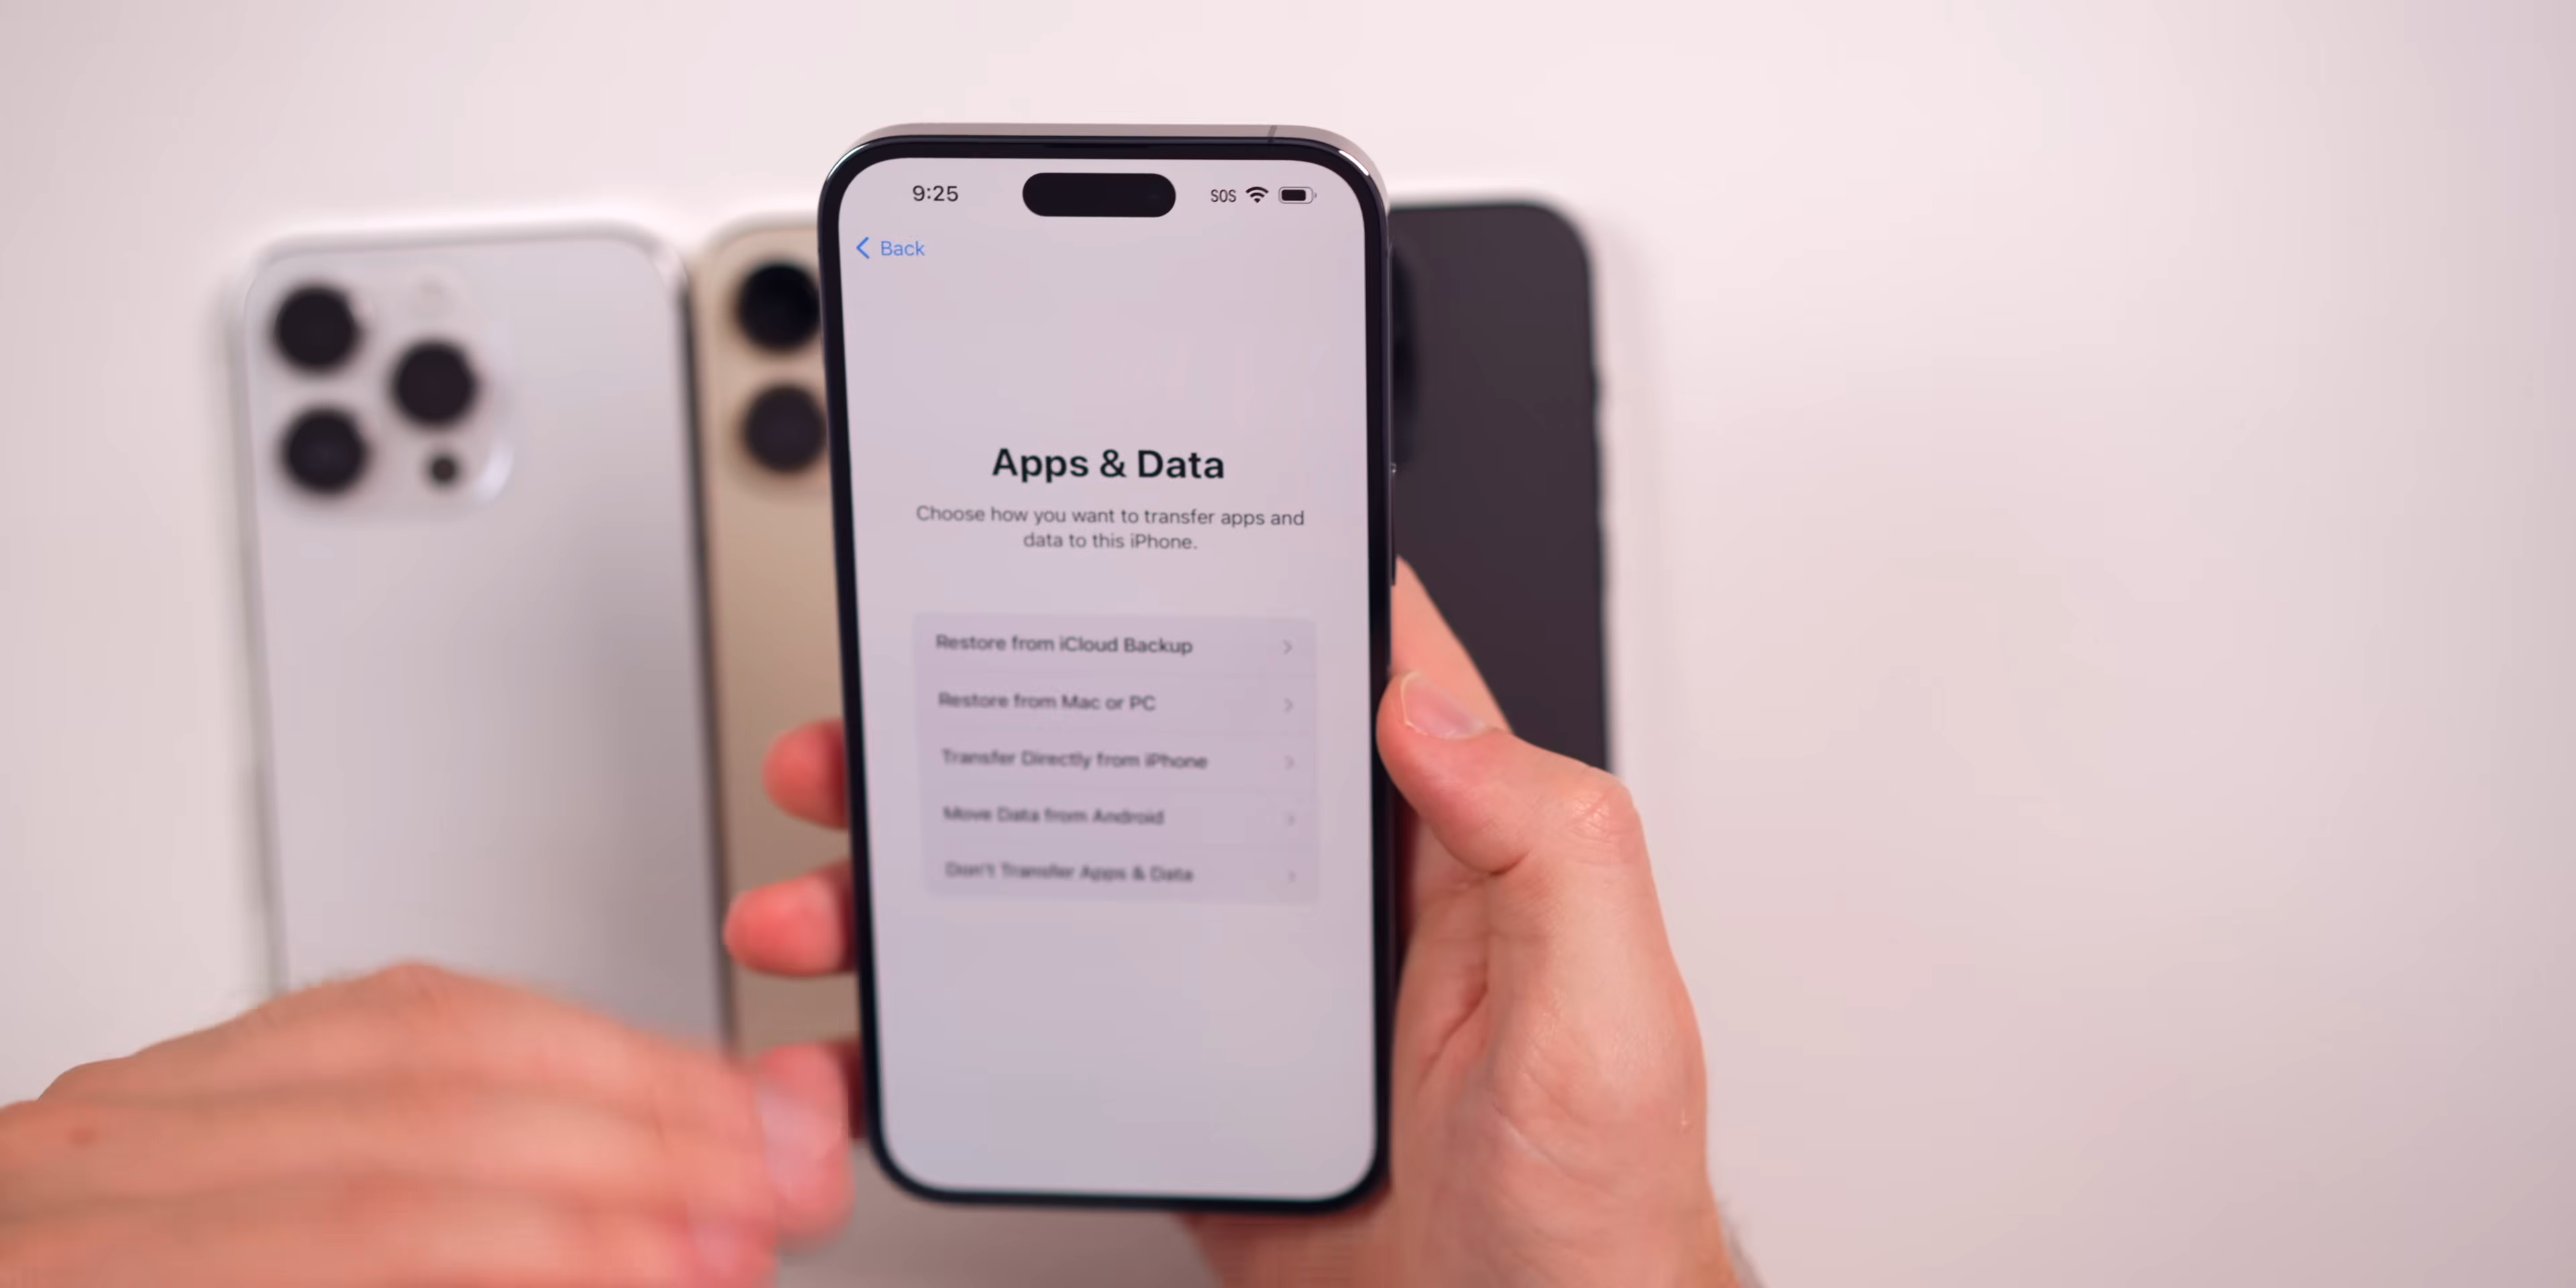 9:25
SOS
Back
Apps & Data
Choose how you want to transfer apps and
data to this iPhone.
Restore from iCloud Backup
Restore from Mac or PC
Transfer Directly from iPhone
Move Data from Android
Don't Transfer Apps & Data